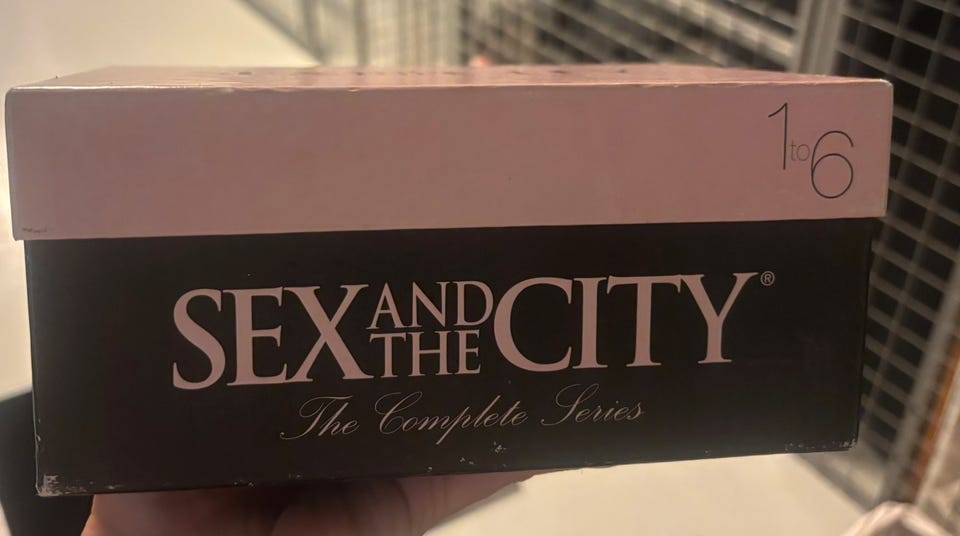 1 to 6
SEX AND THE CITY®
The Complete Series